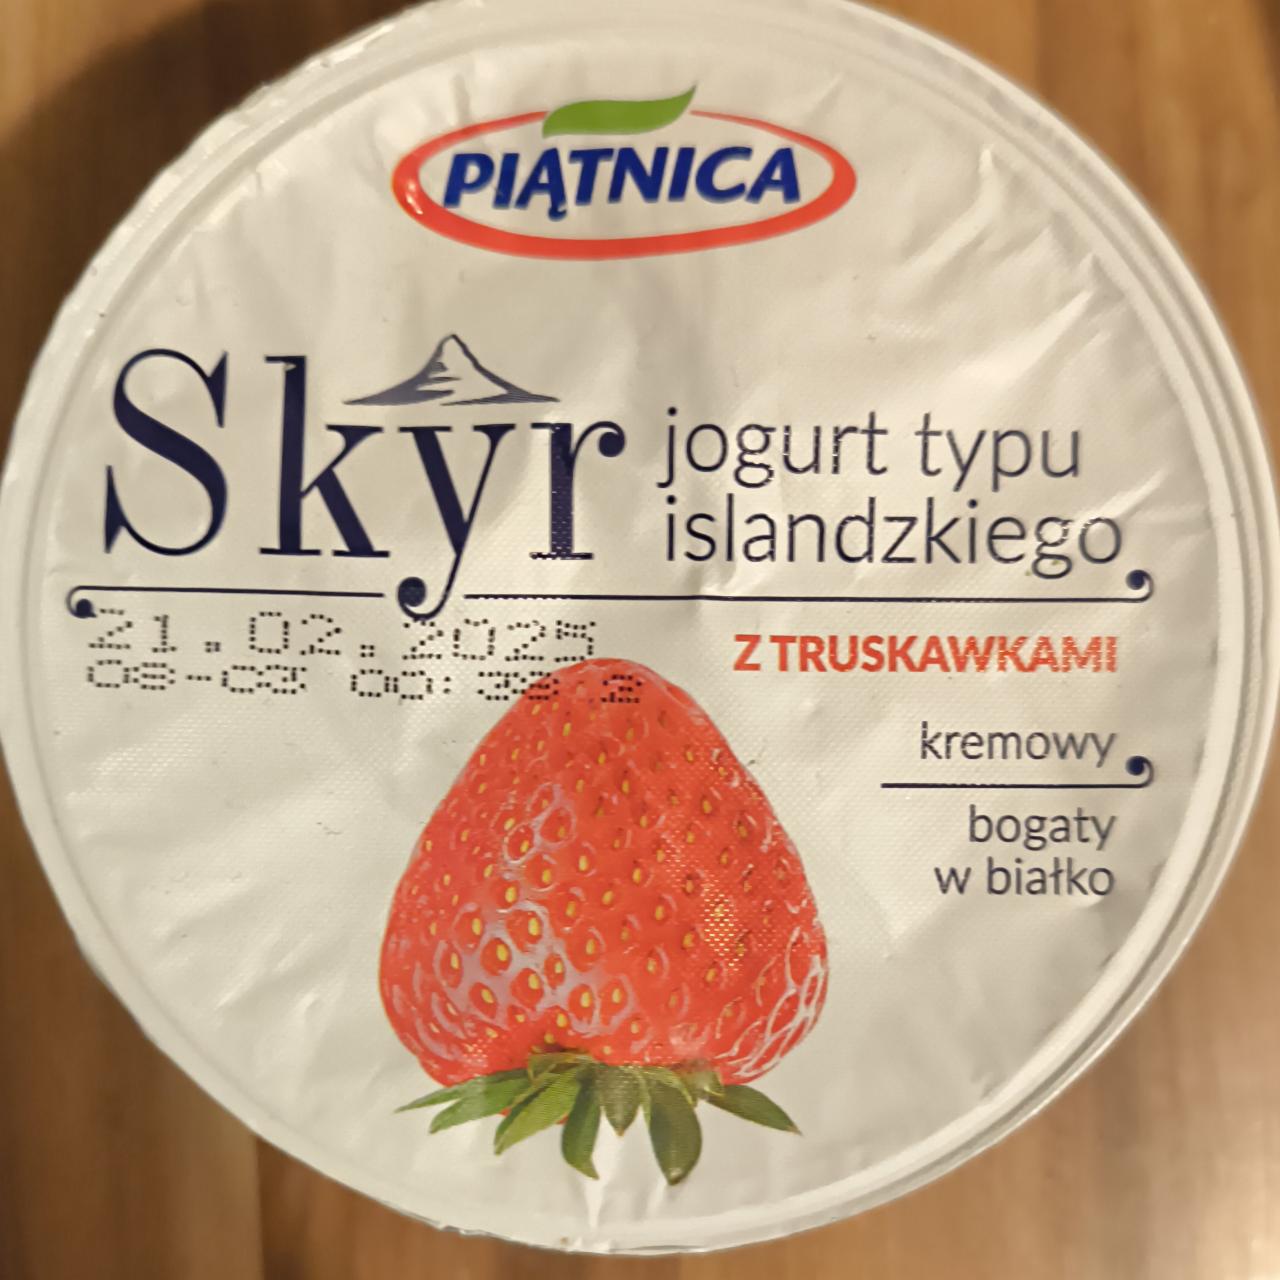 PIĄTNICA
Skyr
jogurt typu
islandzkiego
21.02.2025
Z TRUSKAWKAMI
kremowy
bogaty
w białko